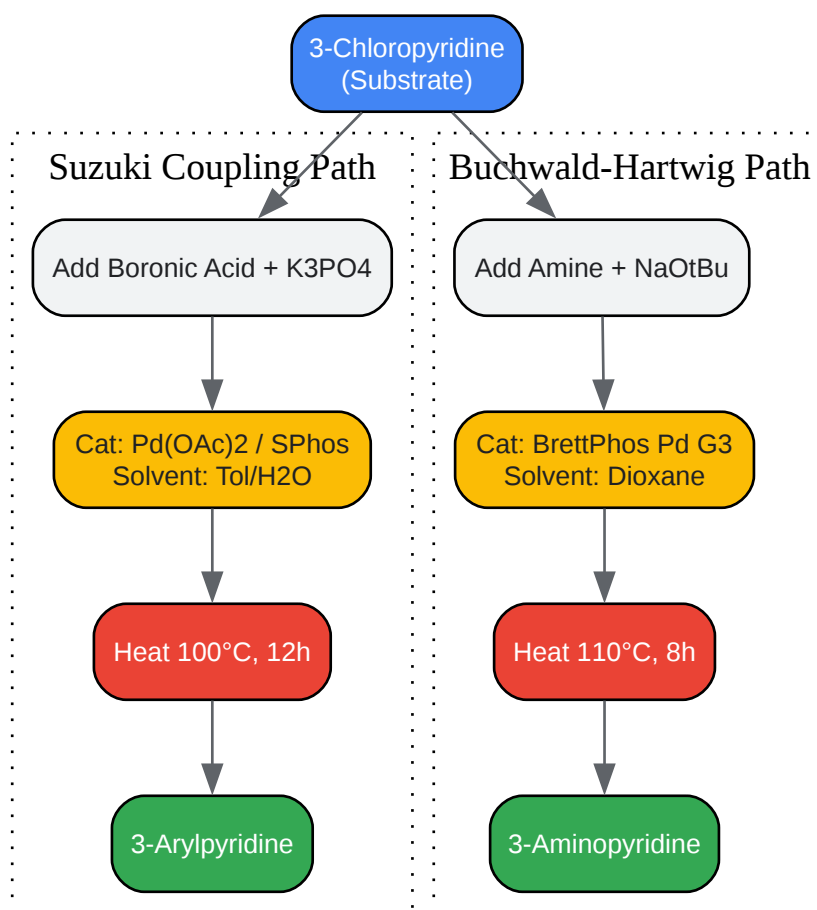 3-Chloropyridine
(Substrate)
Suzuki Coupling Path
Add Boronic Acid + K3PO4
Cat: Pd(OAc)2 / SPhos
Solvent: Tol/H2O
Heat 100°C, 12h
3-Arylpyridine
Buchwald-Hartwig Path
Add Amine + NaOtBu
Cat: BrettPhos Pd G3
Solvent: Dioxane
Heat 110°C, 8h
3-Aminopyridine